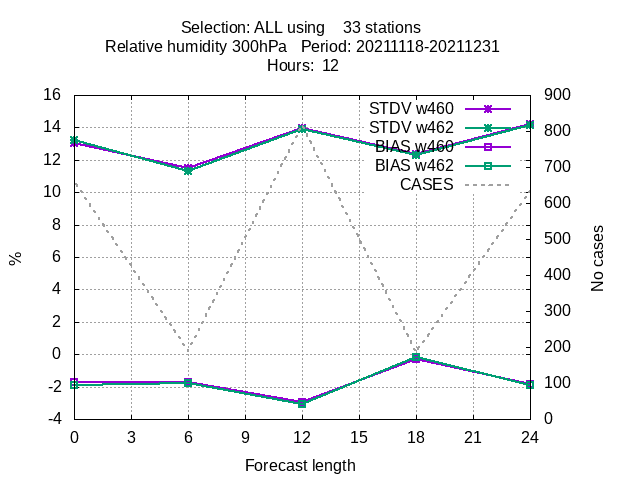 Selection: ALL using    33 stations
Relative humidity 300hPa   Period: 20211118-20211231
Hours:  12
16
14
12
10
8
6
4
2
0
-2
-4
%
900
800
700
600
500
400
300
200
100
0
No cases
STDV w460
STDV w462
BIAS w460
BIAS w462
CASES
0 3 6 9 12 15 18 21 24
Forecast length